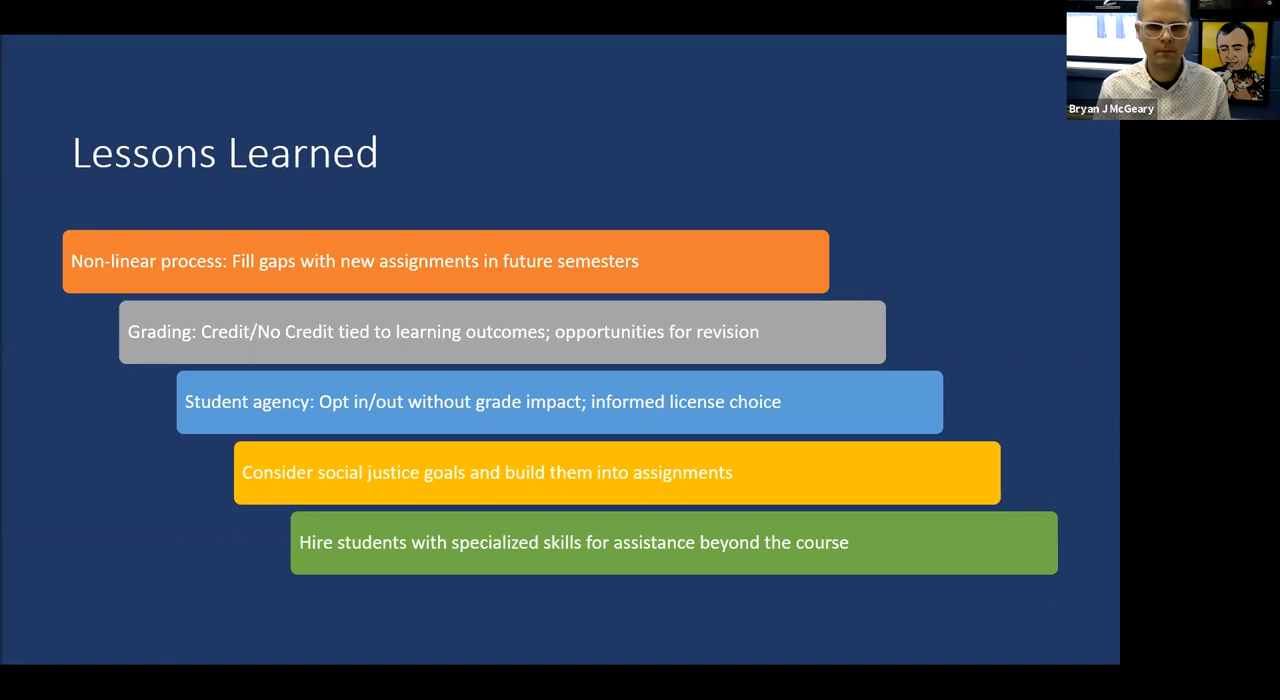 Bryan J McGeary
Lessons Learned
Non-linear process: Fill gaps with new assignments in future semesters
Grading: Credit/No Credit tied to learning outcomes; opportunities for revision
Student agency: Opt in/out without grade impact; informed license choice
Consider social justice goals and build them into assignments
Hire students with specialized skills for assistance beyond the course